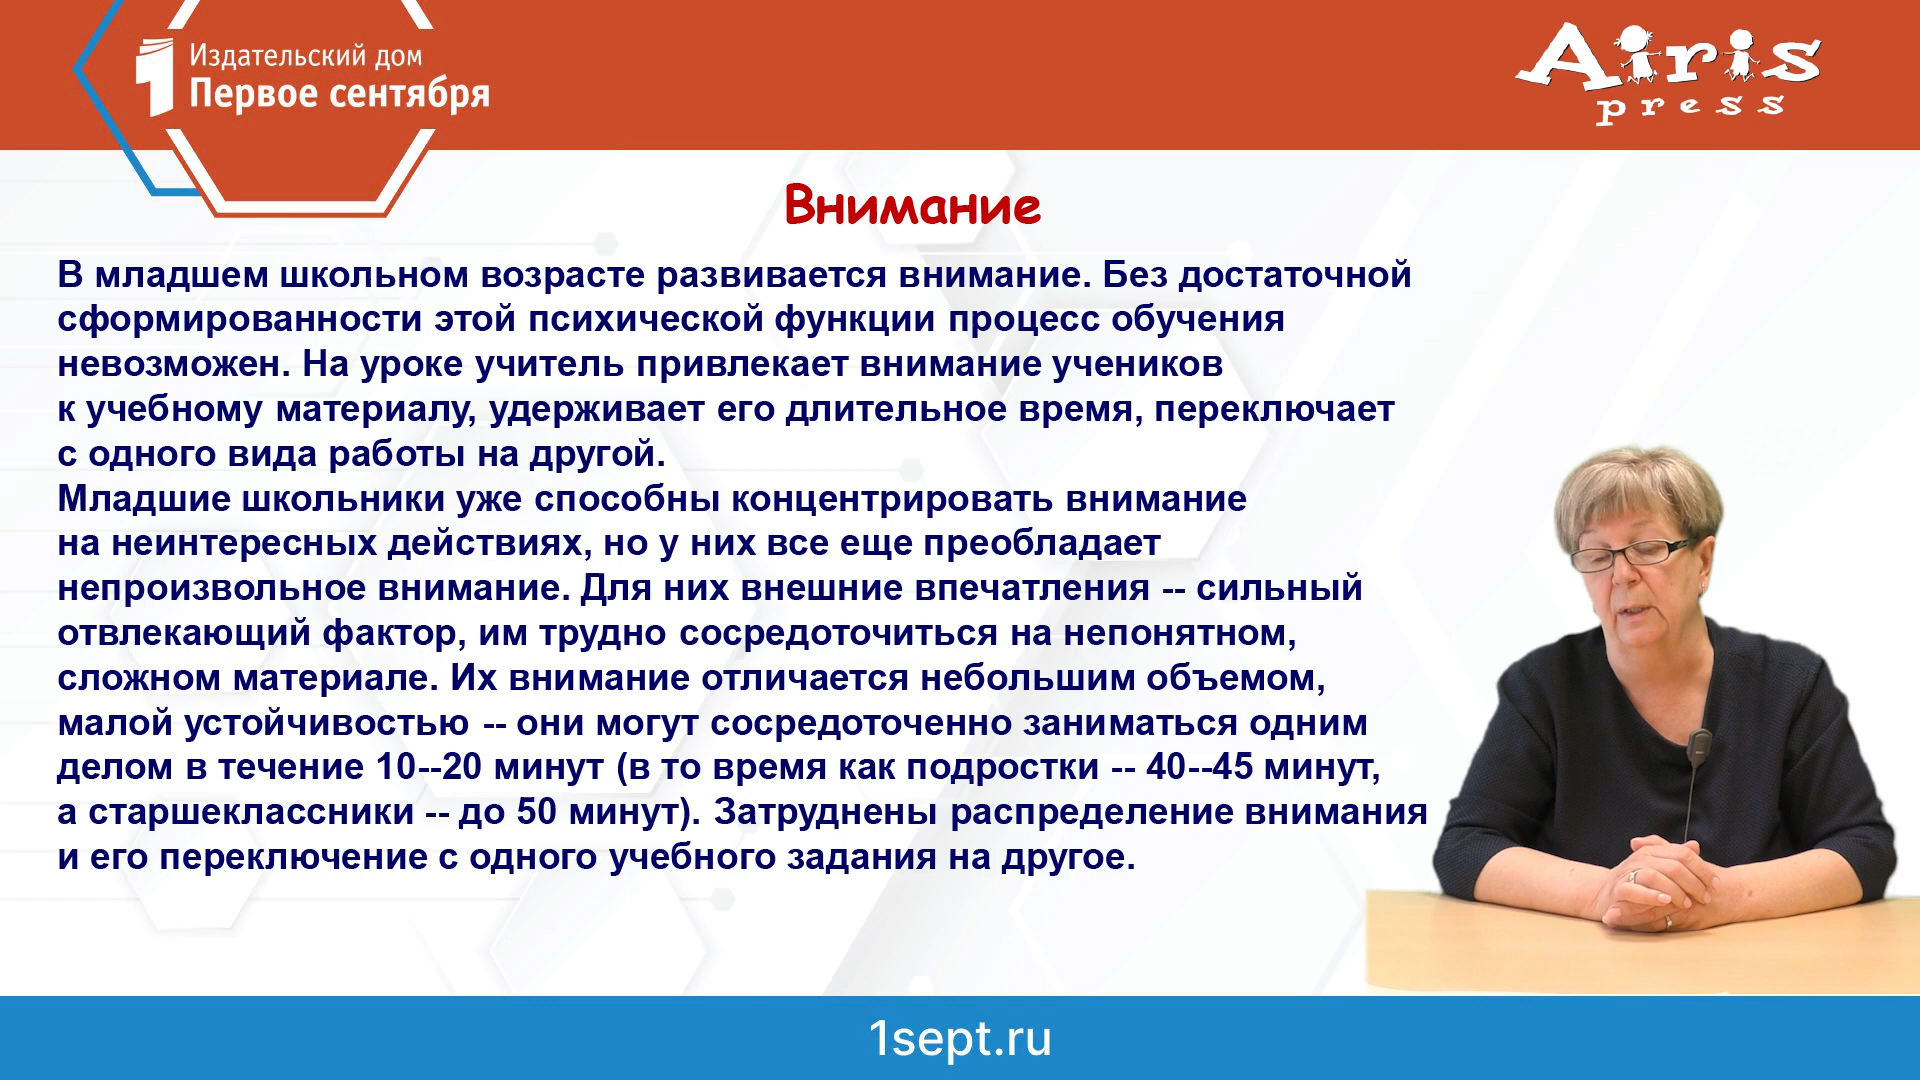 Издательский дом
Первое сентября
Airis
press
Внимание
В младшем школьном возрасте развивается внимание. Без достаточной
сформированности этой психической функции процесс обучения
невозможен. На уроке учитель привлекает внимание учеников
к учебному материалу, удерживает его длительное время, переключает
с одного вида работы на другой.
Младшие школьники уже способны концентрировать внимание
на неинтересных действиях, но у них все еще преобладает
непроизвольное внимание. Для них внешние впечатления -- сильный
отвлекающий фактор, им трудно сосредоточиться на непонятном,
сложном материале. Их внимание отличается небольшим объемом,
малой устойчивостью -- они могут сосредоточенно заниматься одним
делом в течение 10--20 минут (в то время как подростки -- 40--45 минут,
а старшеклассники -- до 50 минут). Затруднены распределение внимания
и его переключение с одного учебного задания на другое.
1sept.ru